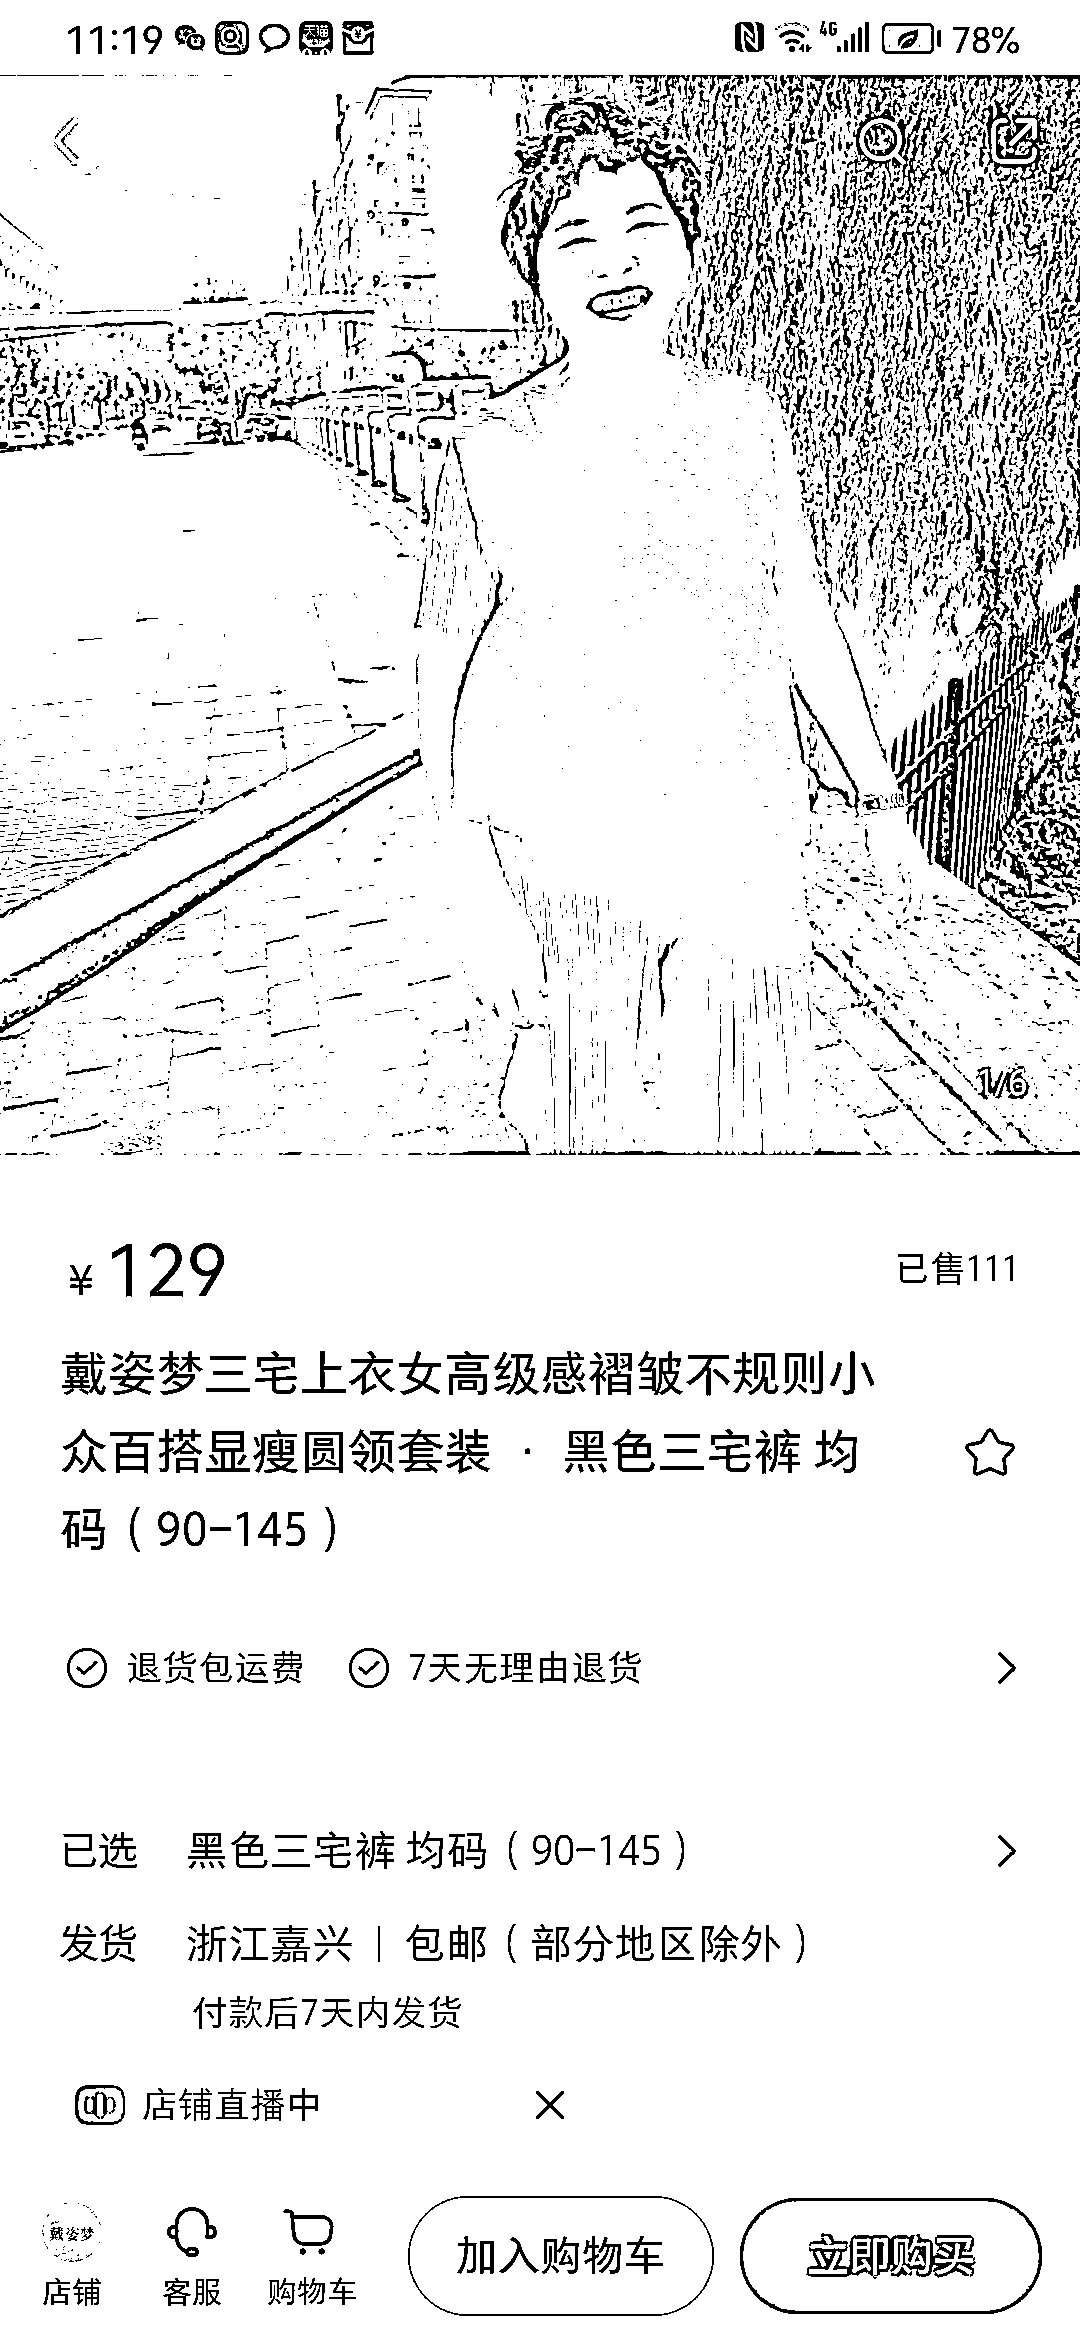 11:19 4G 78%
1/6
¥129 已售111
戴姿梦三宅上衣女高级感褶皱不规则小
众百搭显瘦圆领套装 · 黑色三宅裤 均
码（90-145）
退货包运费 7天无理由退货
已选 黑色三宅裤 均码（90-145）
发货 浙江嘉兴 | 包邮（部分地区除外）
付款后7天内发货
店铺直播中
戴姿梦
店铺 客服 购物车 加入购物车 立即购买